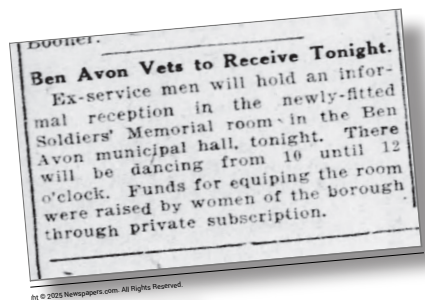 Booher.
Ben Avon Vets to Receive Tonight.
Ex-service men will hold an infor-
mal reception in the newly-fitted
Soldiers' Memorial room in the Ben
Avon municipal hall, tonight. There
will be dancing from 10 until 12
o'clock. Funds for equiping the room
were raised by women of the borough
through private subscription.
ht © 2025 Newspapers.com. All Rights Reserved.